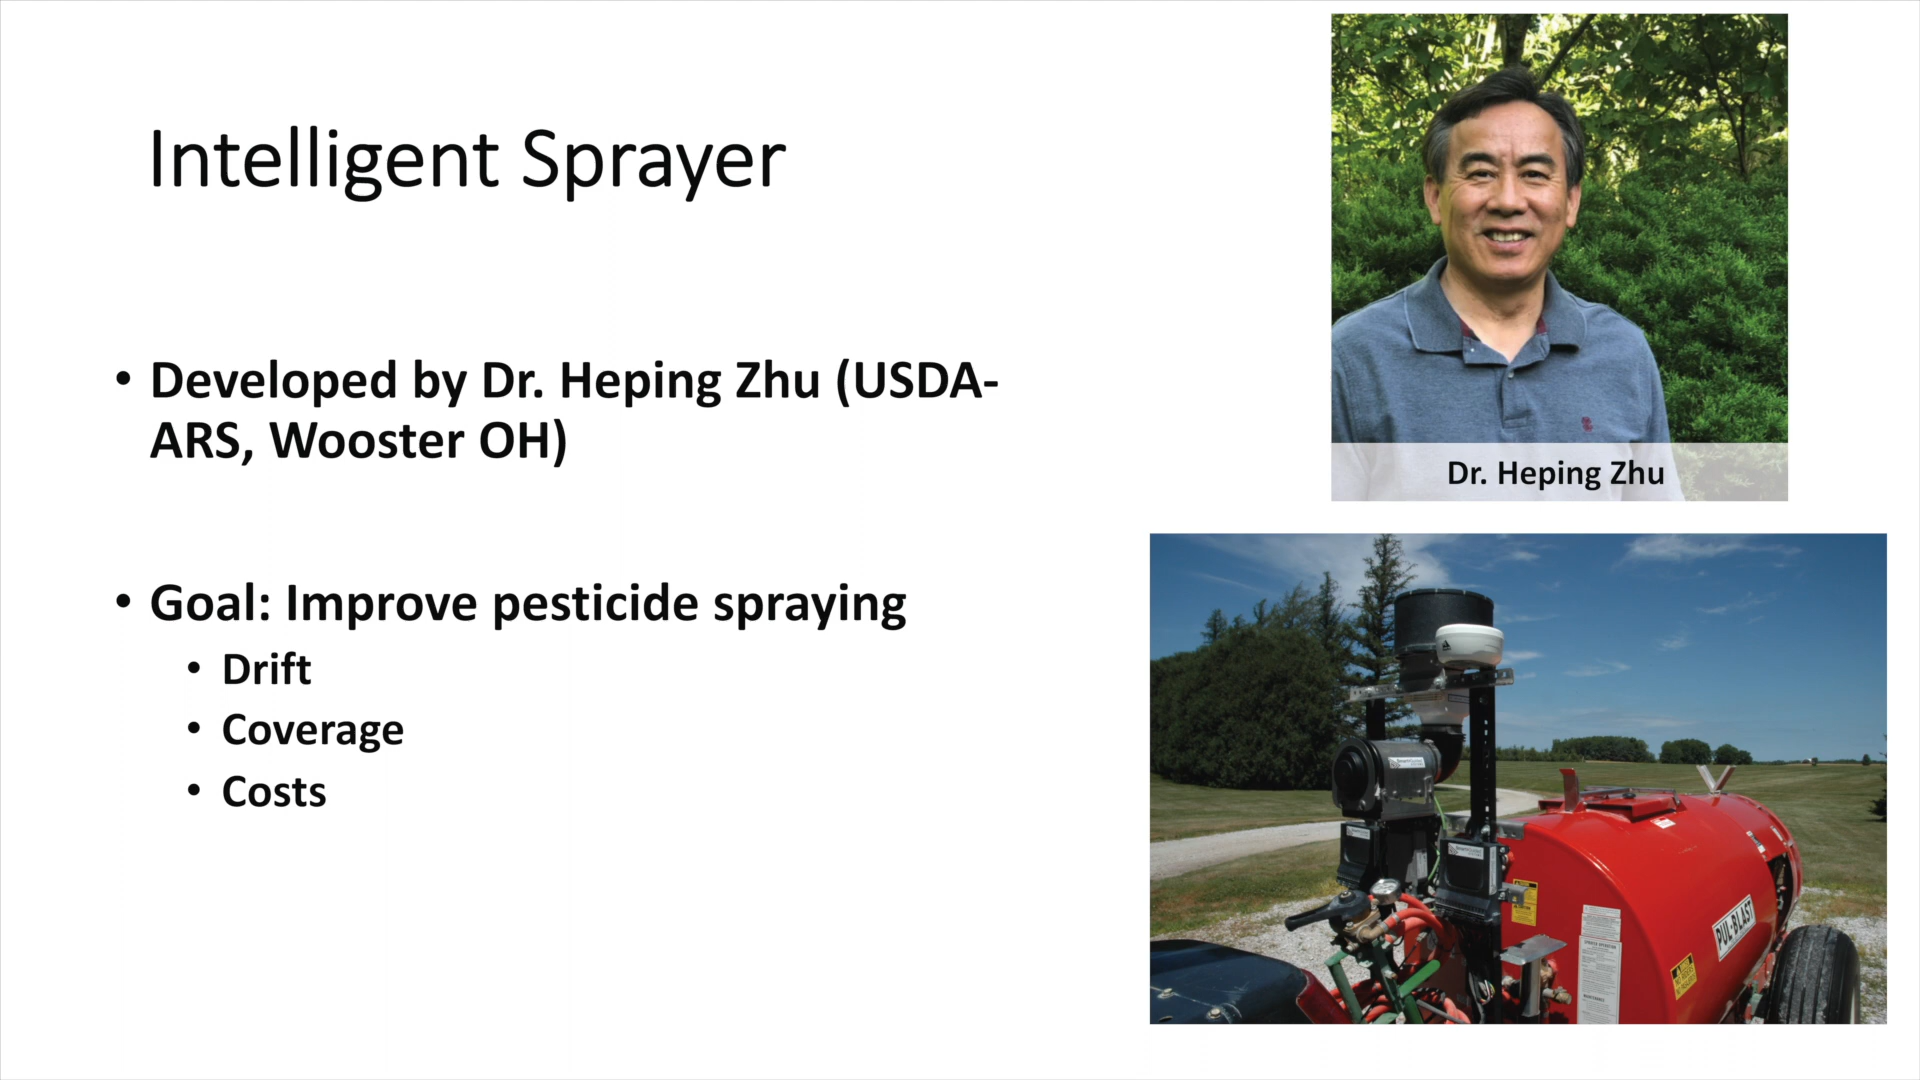 Intelligent Sprayer
• Developed by Dr. Heping Zhu (USDA-
ARS, Wooster OH)
• Goal: Improve pesticide spraying
• Drift
• Coverage
• Costs
Dr. Heping Zhu
PUL-BLAST